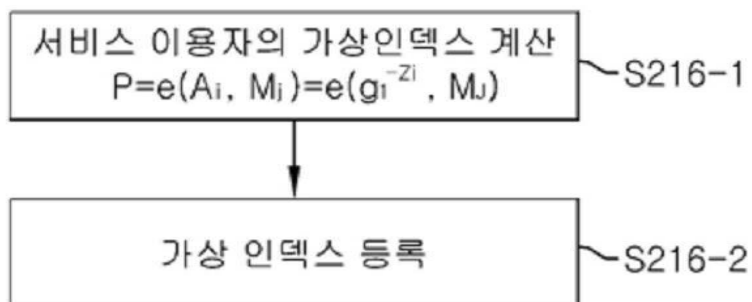 서비스 이용자의 가상인덱스 계산
P=e(Ai, Mj)=e(g1^-Zi, MJ)
S216-1
가상 인덱스 등록
S216-2